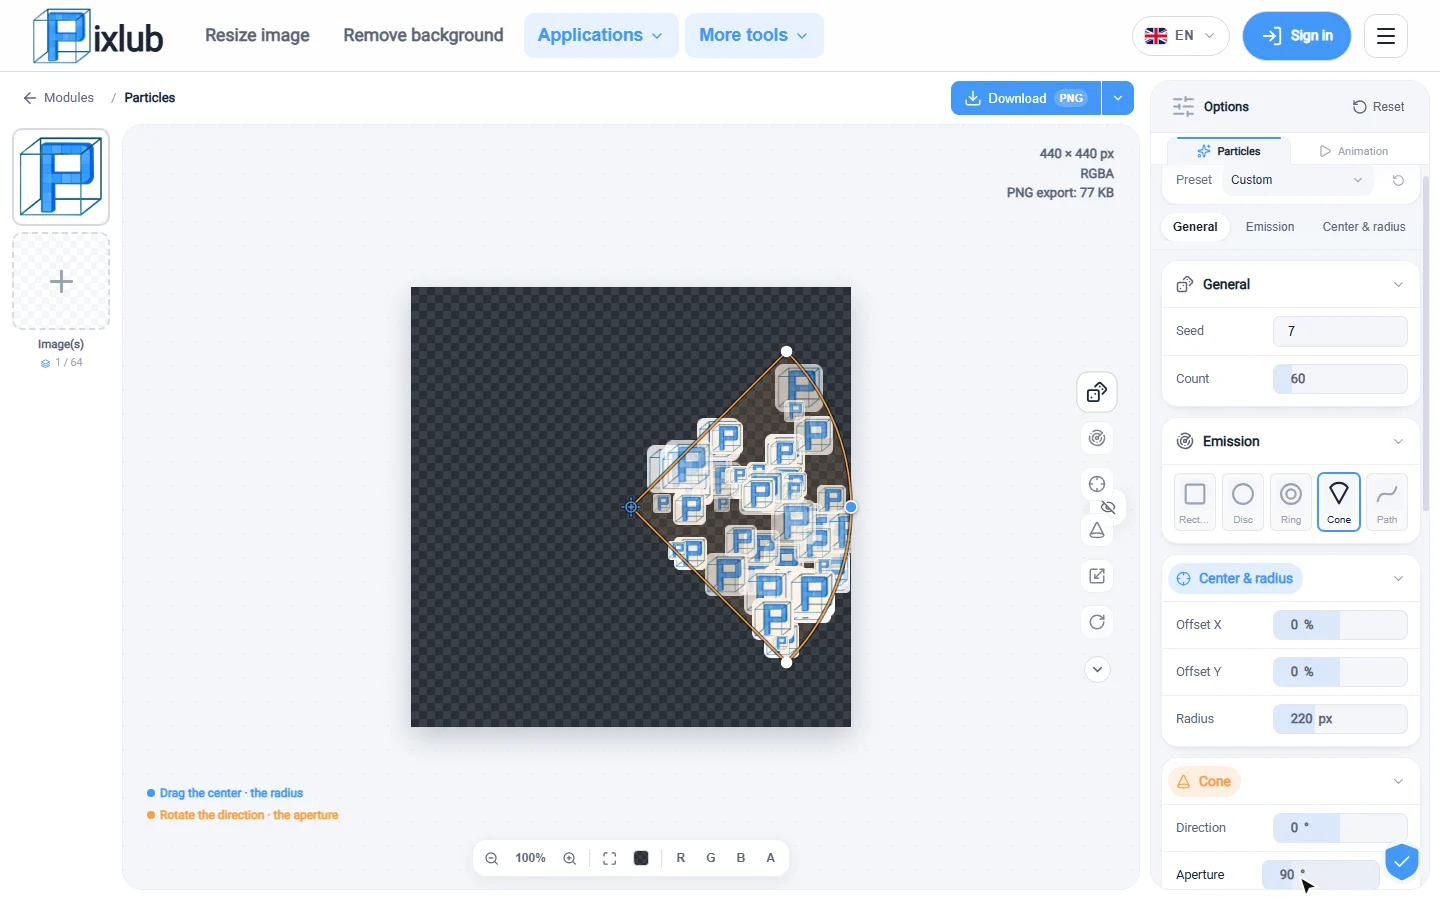 Pixlub
Resize image
Remove background
Applications
More tools
EN
Sign in
Modules / Particles
Download PNG
Image(s)
1 / 64
440 × 440 px
RGBA
PNG export: 77 KB
Drag the center · the radius
Rotate the direction · the aperture
100%
R G B A
Options
Reset
Particles
Animation
Preset Custom
General Emission Center & radius
General
Seed 7
Count 60
Emission
Rect... Disc Ring Cone Path
Center & radius
Offset X 0 %
Offset Y 0 %
Radius 220 px
Cone
Direction 0 °
Aperture 90 °